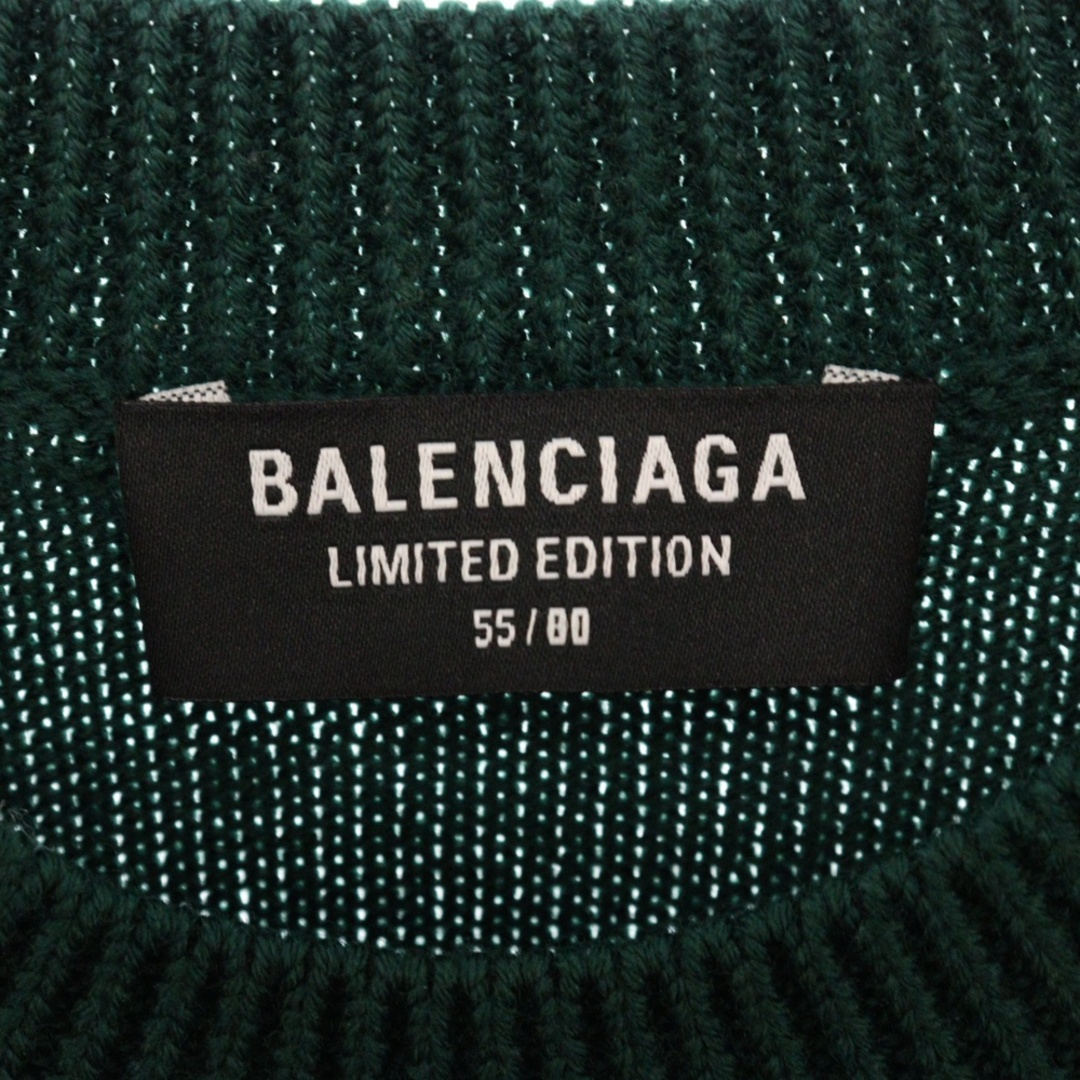 BALENCIAGA
LIMITED EDITION
55/80